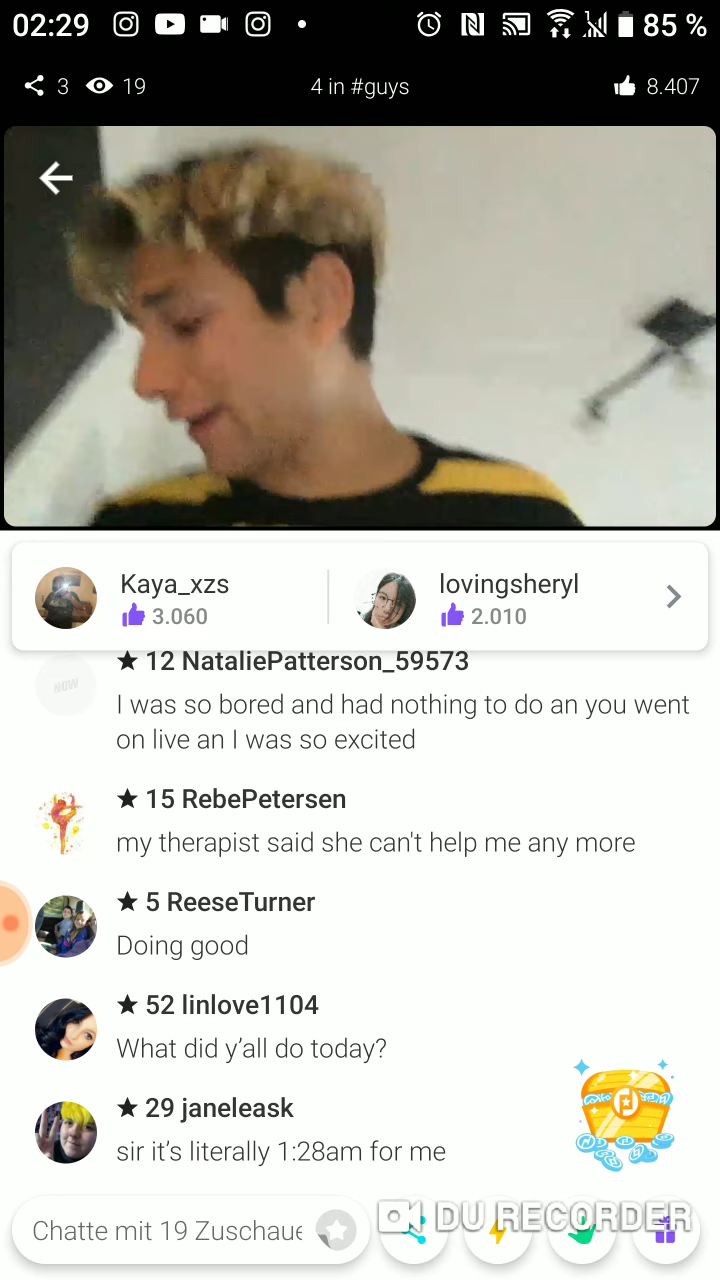 02:29
85 %
3
19
4 in #guys
8.407
Kaya_xzs
3.060
lovingsheryl
2.010
★ 12 NataliePatterson_59573
NOW
I was so bored and had nothing to do an you went
on live an I was so excited
★ 15 RebePetersen
my therapist said she can't help me any more
★ 5 ReeseTurner
Doing good
★ 52 linlove1104
What did y’all do today?
★ 29 janeleask
sir it’s literally 1:28am for me
Chatte mit 19 Zuschaue
DU RECORDER